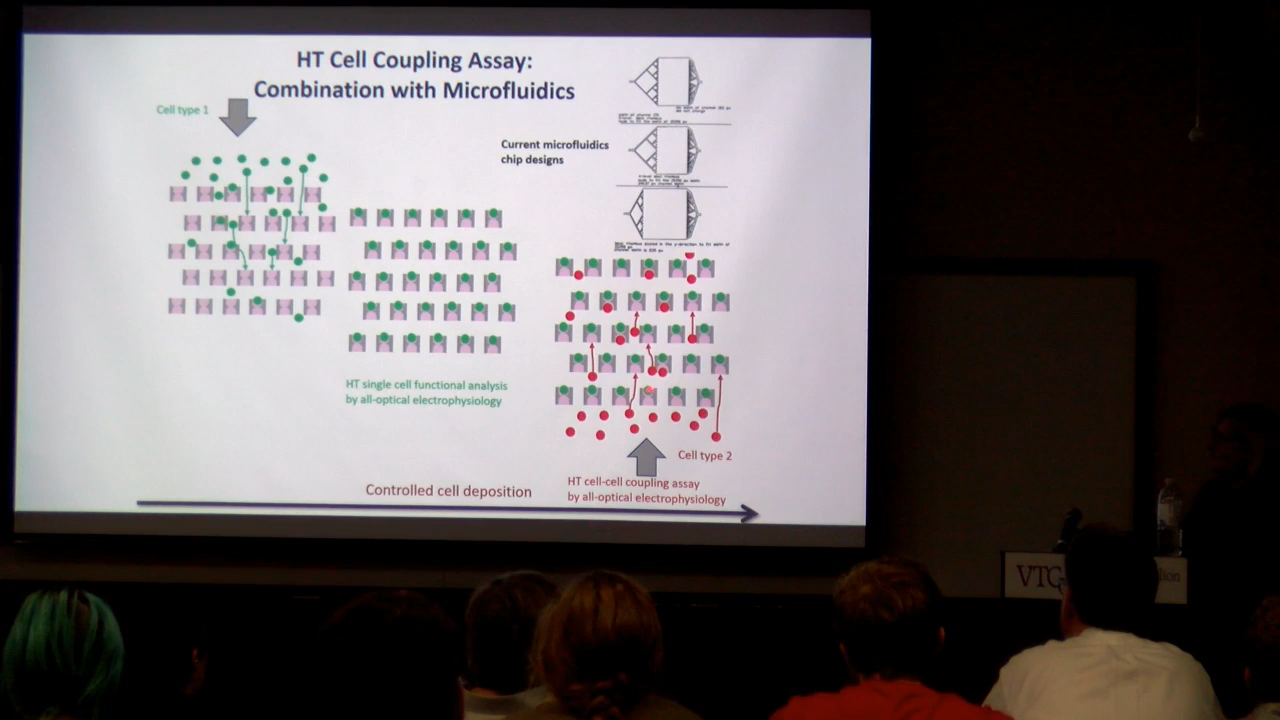 HT Cell Coupling Assay:
Combination with Microfluidics
Cell type 1
Current microfluidics
chip designs
HT single cell functional analysis
by all-optical electrophysiology
Cell type 2
HT cell-cell coupling assay
by all-optical electrophysiology
Controlled cell deposition
VTC